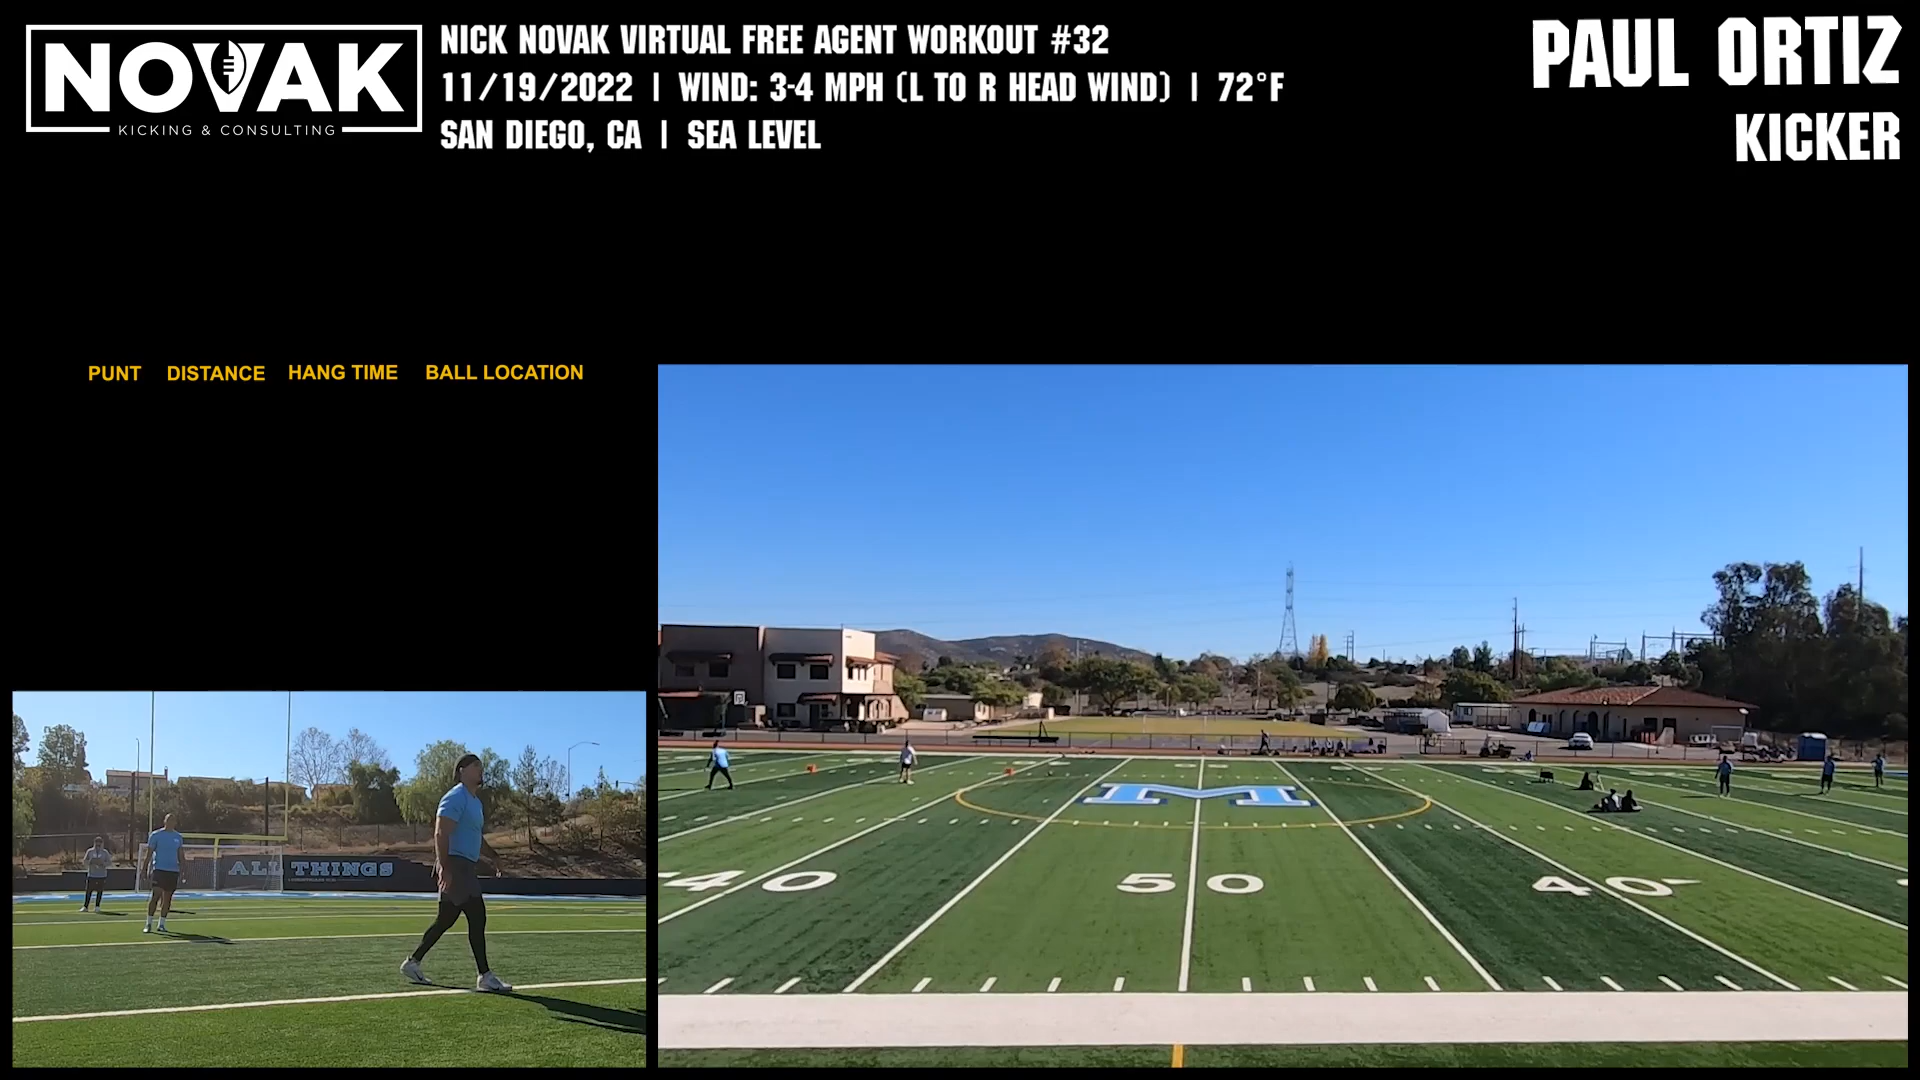 NOVAK
KICKING & CONSULTING
NICK NOVAK VIRTUAL FREE AGENT WORKOUT #32
11/19/2022 | WIND: 3-4 MPH (L TO R HEAD WIND) | 72°F
SAN DIEGO, CA | SEA LEVEL
PAUL ORTIZ
KICKER
PUNT DISTANCE HANG TIME BALL LOCATION
ALL THINGS
M
40 50 40